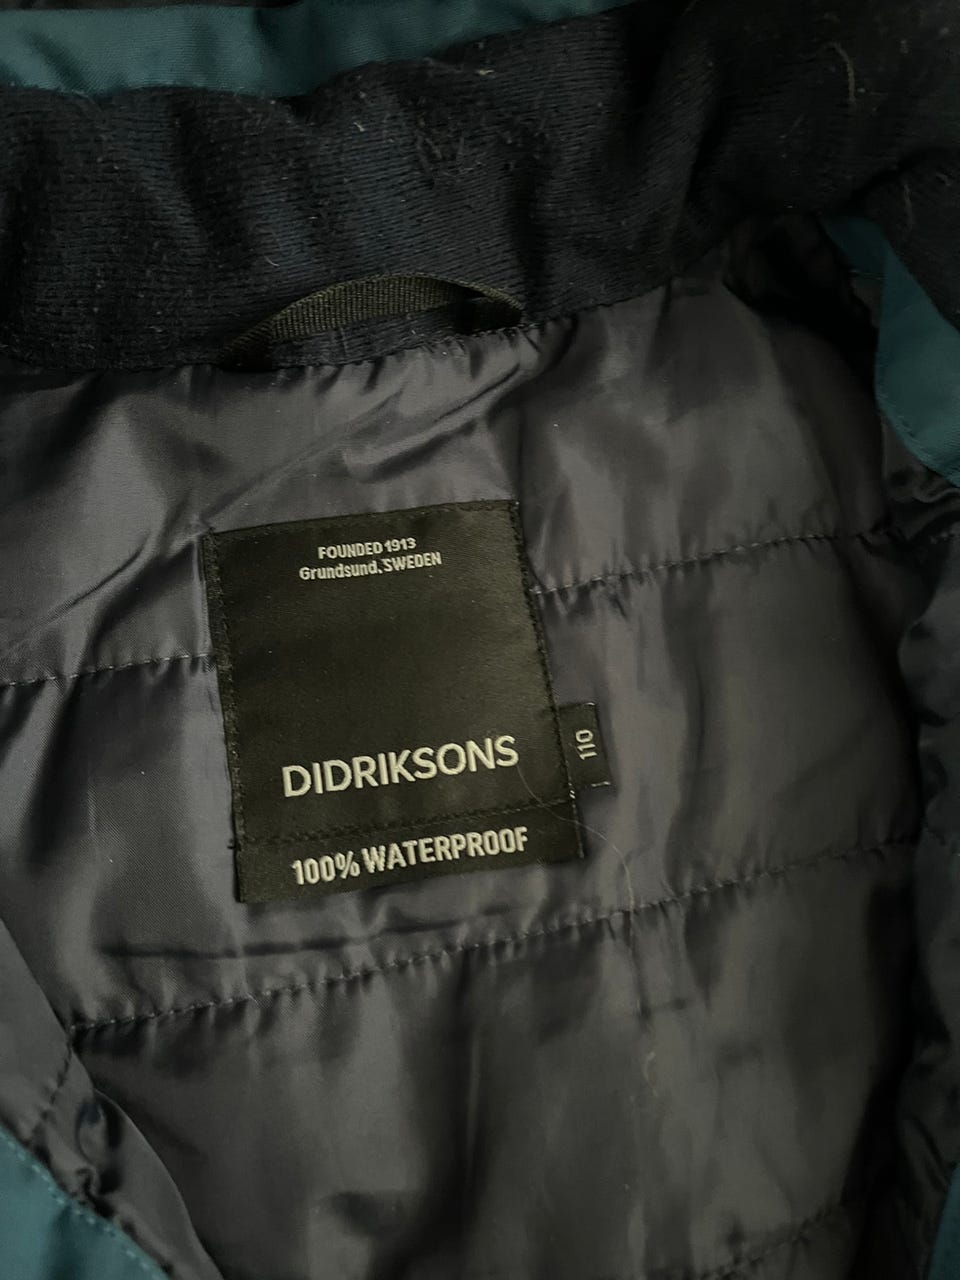 FOUNDED 1913
Grundsund, SWEDEN
DIDRIKSONS
110
100% WATERPROOF